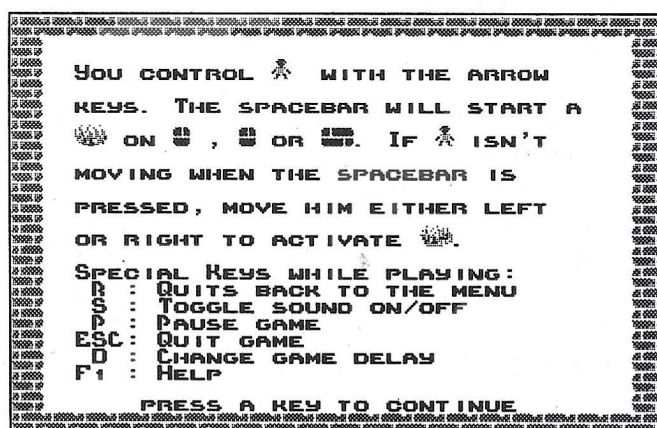 You control with the arrow
keys. The spacebar will start a
on , or . If isn't
moving when the spacebar is
pressed, move him either left
or right to activate .
Special Keys while playing:
R : Quits back to the menu
S : Toggle sound on/off
P : Pause game
ESC: Quit game
D : Change game delay
F1 : Help
press a key to continue